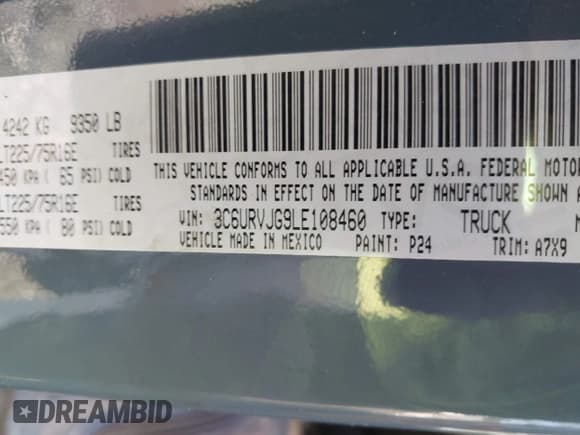 4242 KG 9350 LB
LT225/75R16E TIRES
450 KPA ( 65 PSI) COLD
LT225/75R16E TIRES
550 KPA ( 80 PSI) COLD
THIS VEHICLE CONFORMS TO ALL APPLICABLE U.S.A. FEDERAL MOTOR
STANDARDS IN EFFECT ON THE DATE OF MANUFACTURE SHOWN
VIN: 3C6URVJG9LE108460 TYPE: TRUCK
VEHICLE MADE IN MEXICO PAINT: P24 TRIM: A7X9
DREAMBID